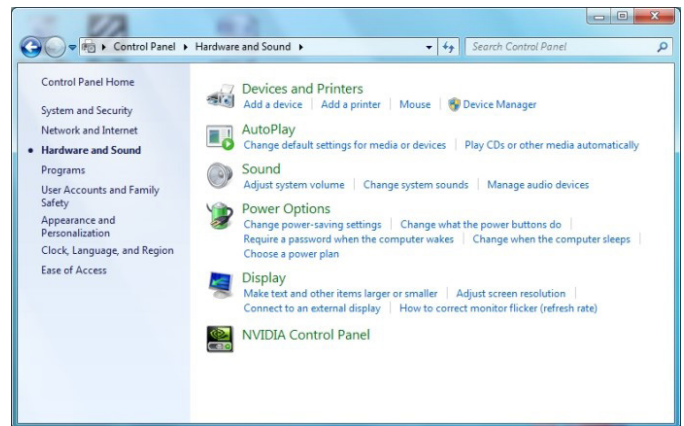 Control Panel Hardware and Sound
Search Control Panel
Control Panel Home
System and Security
Network and Internet
Hardware and Sound
Programs
User Accounts and Family
Safety
Appearance and
Personalization
Clock, Language, and Region
Ease of Access
Devices and Printers
Add a device Add a printer Mouse Device Manager
AutoPlay
Change default settings for media or devices Play CDs or other media automatically
Sound
Adjust system volume Change system sounds Manage audio devices
Power Options
Change power-saving settings Change what the power buttons do
Require a password when the computer wakes Change when the computer sleeps
Choose a power plan
Display
Make text and other items larger or smaller Adjust screen resolution
Connect to an external display How to correct monitor flicker (refresh rate)
NVIDIA Control Panel